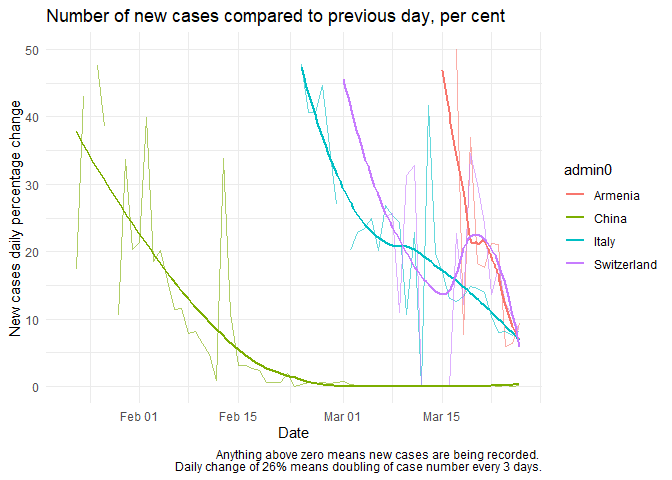 Number of new cases compared to previous day, per cent
New cases daily percentage change
50
40
30
20
10
0
Feb 01
Feb 15
Mar 01
Mar 15
Date
admin0
Armenia
China
Italy
Switzerland
Anything above zero means new cases are being recorded.
Daily change of 26% means doubling of case number every 3 days.